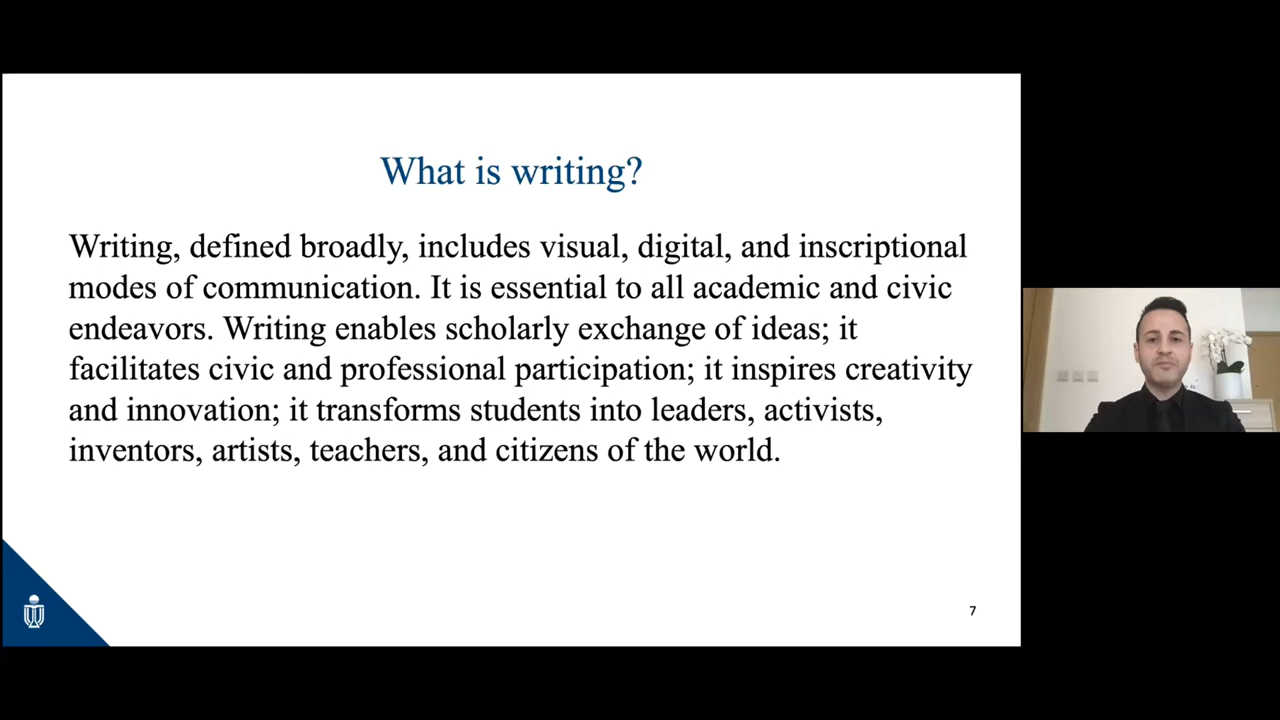 What is writing?
Writing, defined broadly, includes visual, digital, and inscriptional
modes of communication. It is essential to all academic and civic
endeavors. Writing enables scholarly exchange of ideas; it
facilitates civic and professional participation; it inspires creativity
and innovation; it transforms students into leaders, activists,
inventors, artists, teachers, and citizens of the world.
7